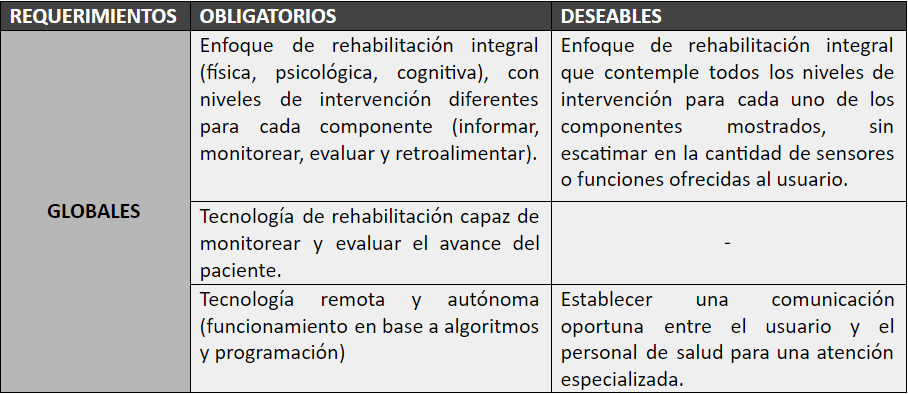 REQUERIMIENTOS OBLIGATORIOS DESEABLES
GLOBALES
Enfoque de rehabilitación integral
(física, psicológica, cognitiva), con
niveles de intervención diferentes
para cada componente (informar,
monitorear, evaluar y retroalimentar).
Enfoque de rehabilitación integral
que contemple todos los niveles de
intervención para cada uno de los
componentes mostrados, sin
escatimar en la cantidad de sensores
o funciones ofrecidas al usuario.
Tecnología de rehabilitación capaz de
monitorear y evaluar el avance del
paciente.
-
Tecnología remota y autónoma
(funcionamiento en base a algoritmos
y programación)
Establecer una comunicación
oportuna entre el usuario y el
personal de salud para una atención
especializada.